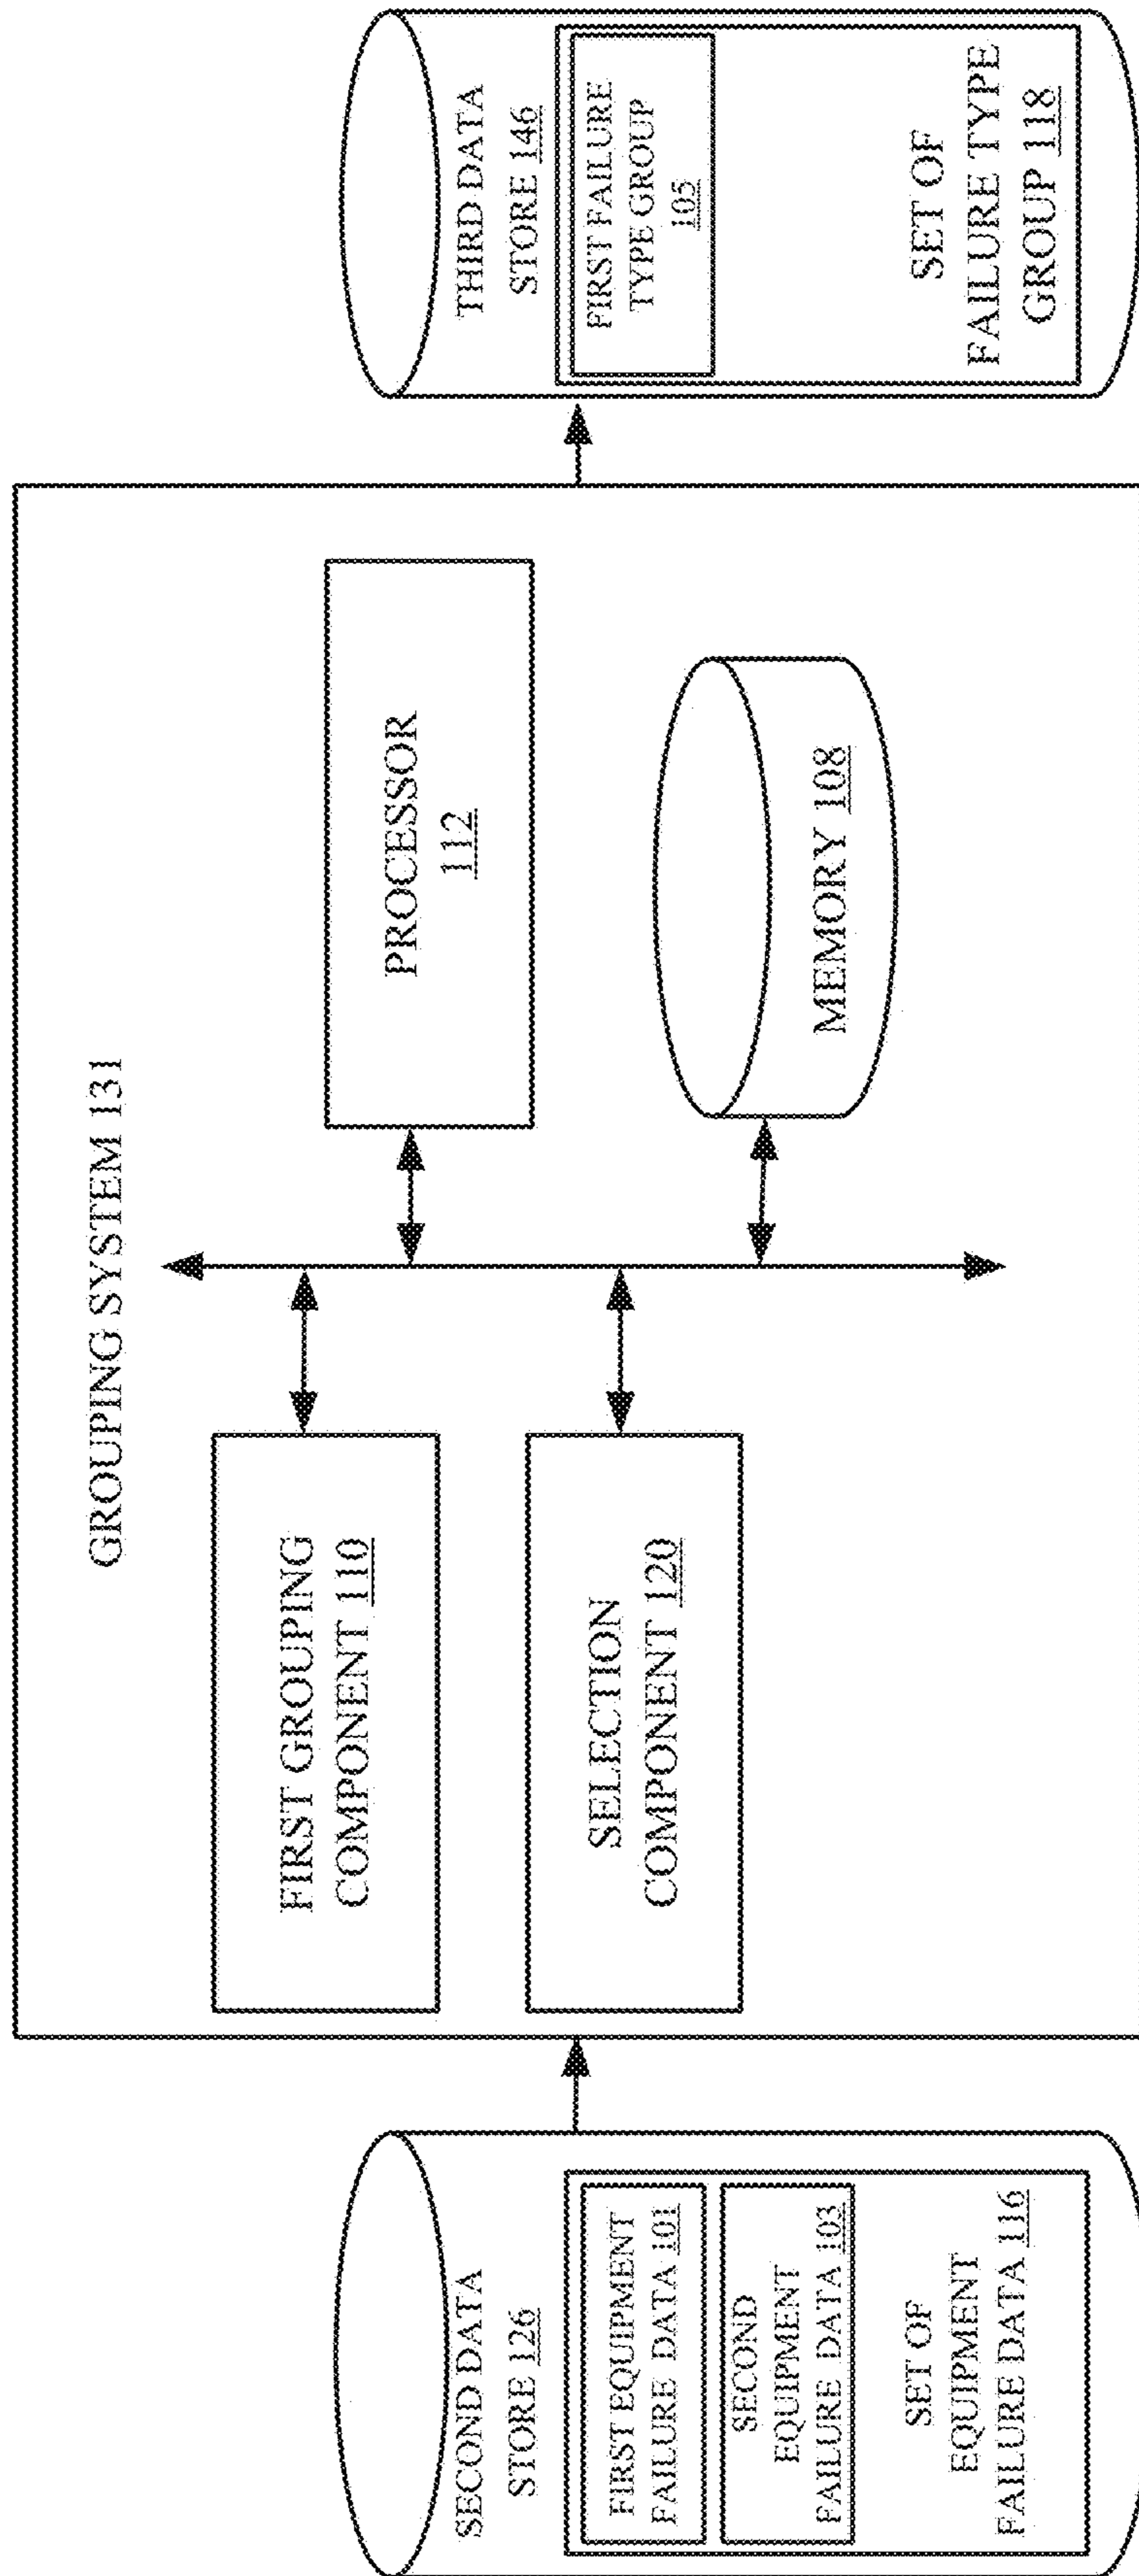 GROUPING SYSTEM 131
SECOND DATA
STORE 126
FIRST EQUIPMENT
FAILURE DATA 101
SECOND
EQUIPMENT
FAILURE DATA 103
SET OF
EQUIPMENT
FAILURE DATA 116
FIRST GROUPING
COMPONENT 110
SELECTION
COMPONENT 120
PROCESSOR
112
MEMORY 108
THIRD DATA
STORE 146
FIRST FAILURE
TYPE GROUP
105
SET OF
FAILURE TYPE
GROUP 118